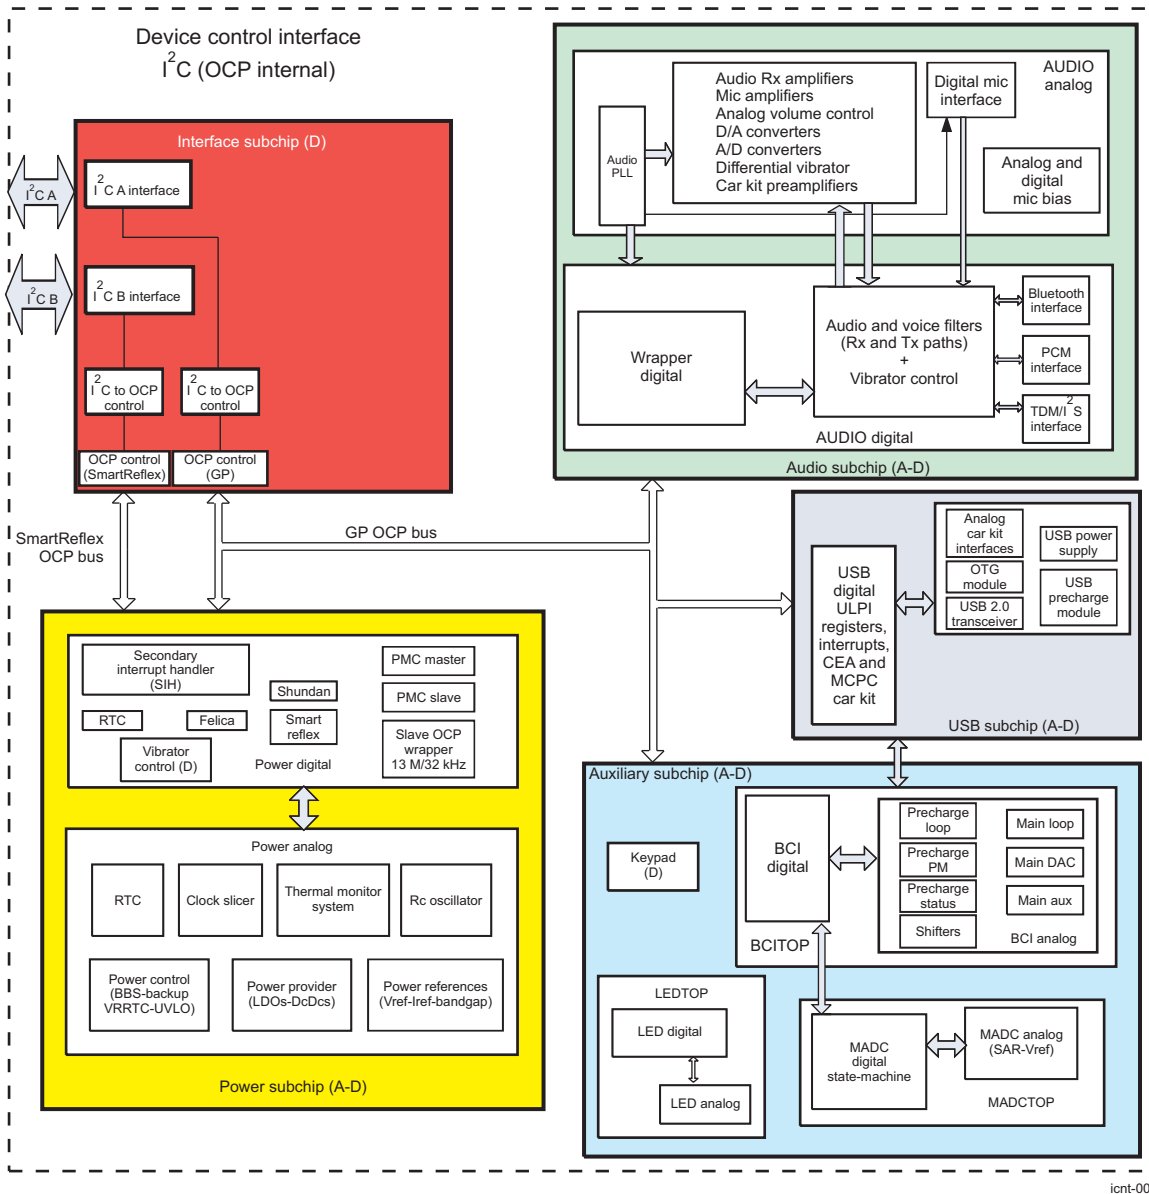 Device control interface
I²C (OCP internal)
Interface subchip (D)
I²C A
I²C A interface
I²C B
I²C B interface
I²C to OCP
control
I²C to OCP
control
OCP control
(SmartReflex)
OCP control
(GP)
SmartReflex
OCP bus
GP OCP bus
AUDIO
analog
Audio
PLL
Audio Rx amplifiers
Mic amplifiers
Analog volume control
D/A converters
A/D converters
Differential vibrator
Car kit preamplifiers
Digital mic
interface
Analog and
digital
mic bias
Wrapper
digital
Audio and voice filters
(Rx and Tx paths)
+
Vibrator control
Bluetooth
interface
PCM
interface
TDM/I²S
interface
AUDIO digital
Audio subchip (A-D)
USB
digital
ULPI
registers,
interrupts,
CEA and
MCPC
car kit
Analog
car kit
interfaces
OTG
module
USB 2.0
transceiver
USB power
supply
USB
precharge
module
USB subchip (A-D)
Secondary
interrupt handler
(SIH)
RTC
Felica
Vibrator
control (D)
Shundan
Smart
reflex
Power digital
PMC master
PMC slave
Slave OCP
wrapper
13 M/32 kHz
Power analog
RTC
Clock slicer
Thermal monitor
system
Rc oscillator
Power control
(BBS-backup
VRRTC-UVLO)
Power provider
(LDOs-DcDcs)
Power references
(Vref-Iref-bandgap)
Power subchip (A-D)
Auxiliary subchip (A-D)
Keypad
(D)
BCI
digital
BCITOP
Precharge
loop
Precharge
PM
Precharge
status
Shifters
Main loop
Main DAC
Main aux
BCI analog
LEDTOP
LED digital
LED analog
MADC
digital
state-machine
MADC analog
(SAR-Vref)
MADCTOP
icnt-00